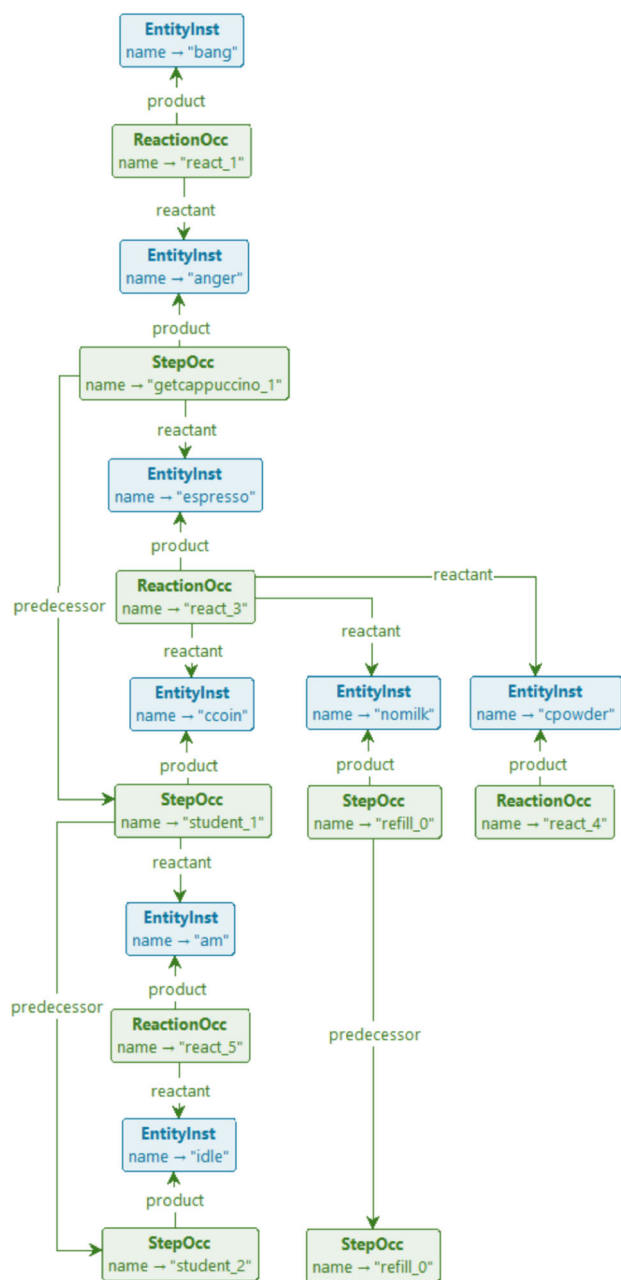 EntityInst
name → "bang"
product
ReactionOcc
name → "react_1"
reactant
EntityInst
name → "anger"
product
StepOcc
name → "getcappuccino_1"
reactant
EntityInst
name → "espresso"
product
reactant
ReactionOcc
name → "react_3"
predecessor
reactant
reactant
EntityInst
name → "ccoin"
EntityInst
name → "nomilk"
EntityInst
name → "cpowder"
product
product
product
StepOcc
name → "student_1"
StepOcc
name → "refill_0"
ReactionOcc
name → "react_4"
reactant
EntityInst
name → "am"
product
predecessor
ReactionOcc
name → "react_5"
predecessor
reactant
EntityInst
name → "idle"
product
StepOcc
name → "student_2"
StepOcc
name → "refill_0"